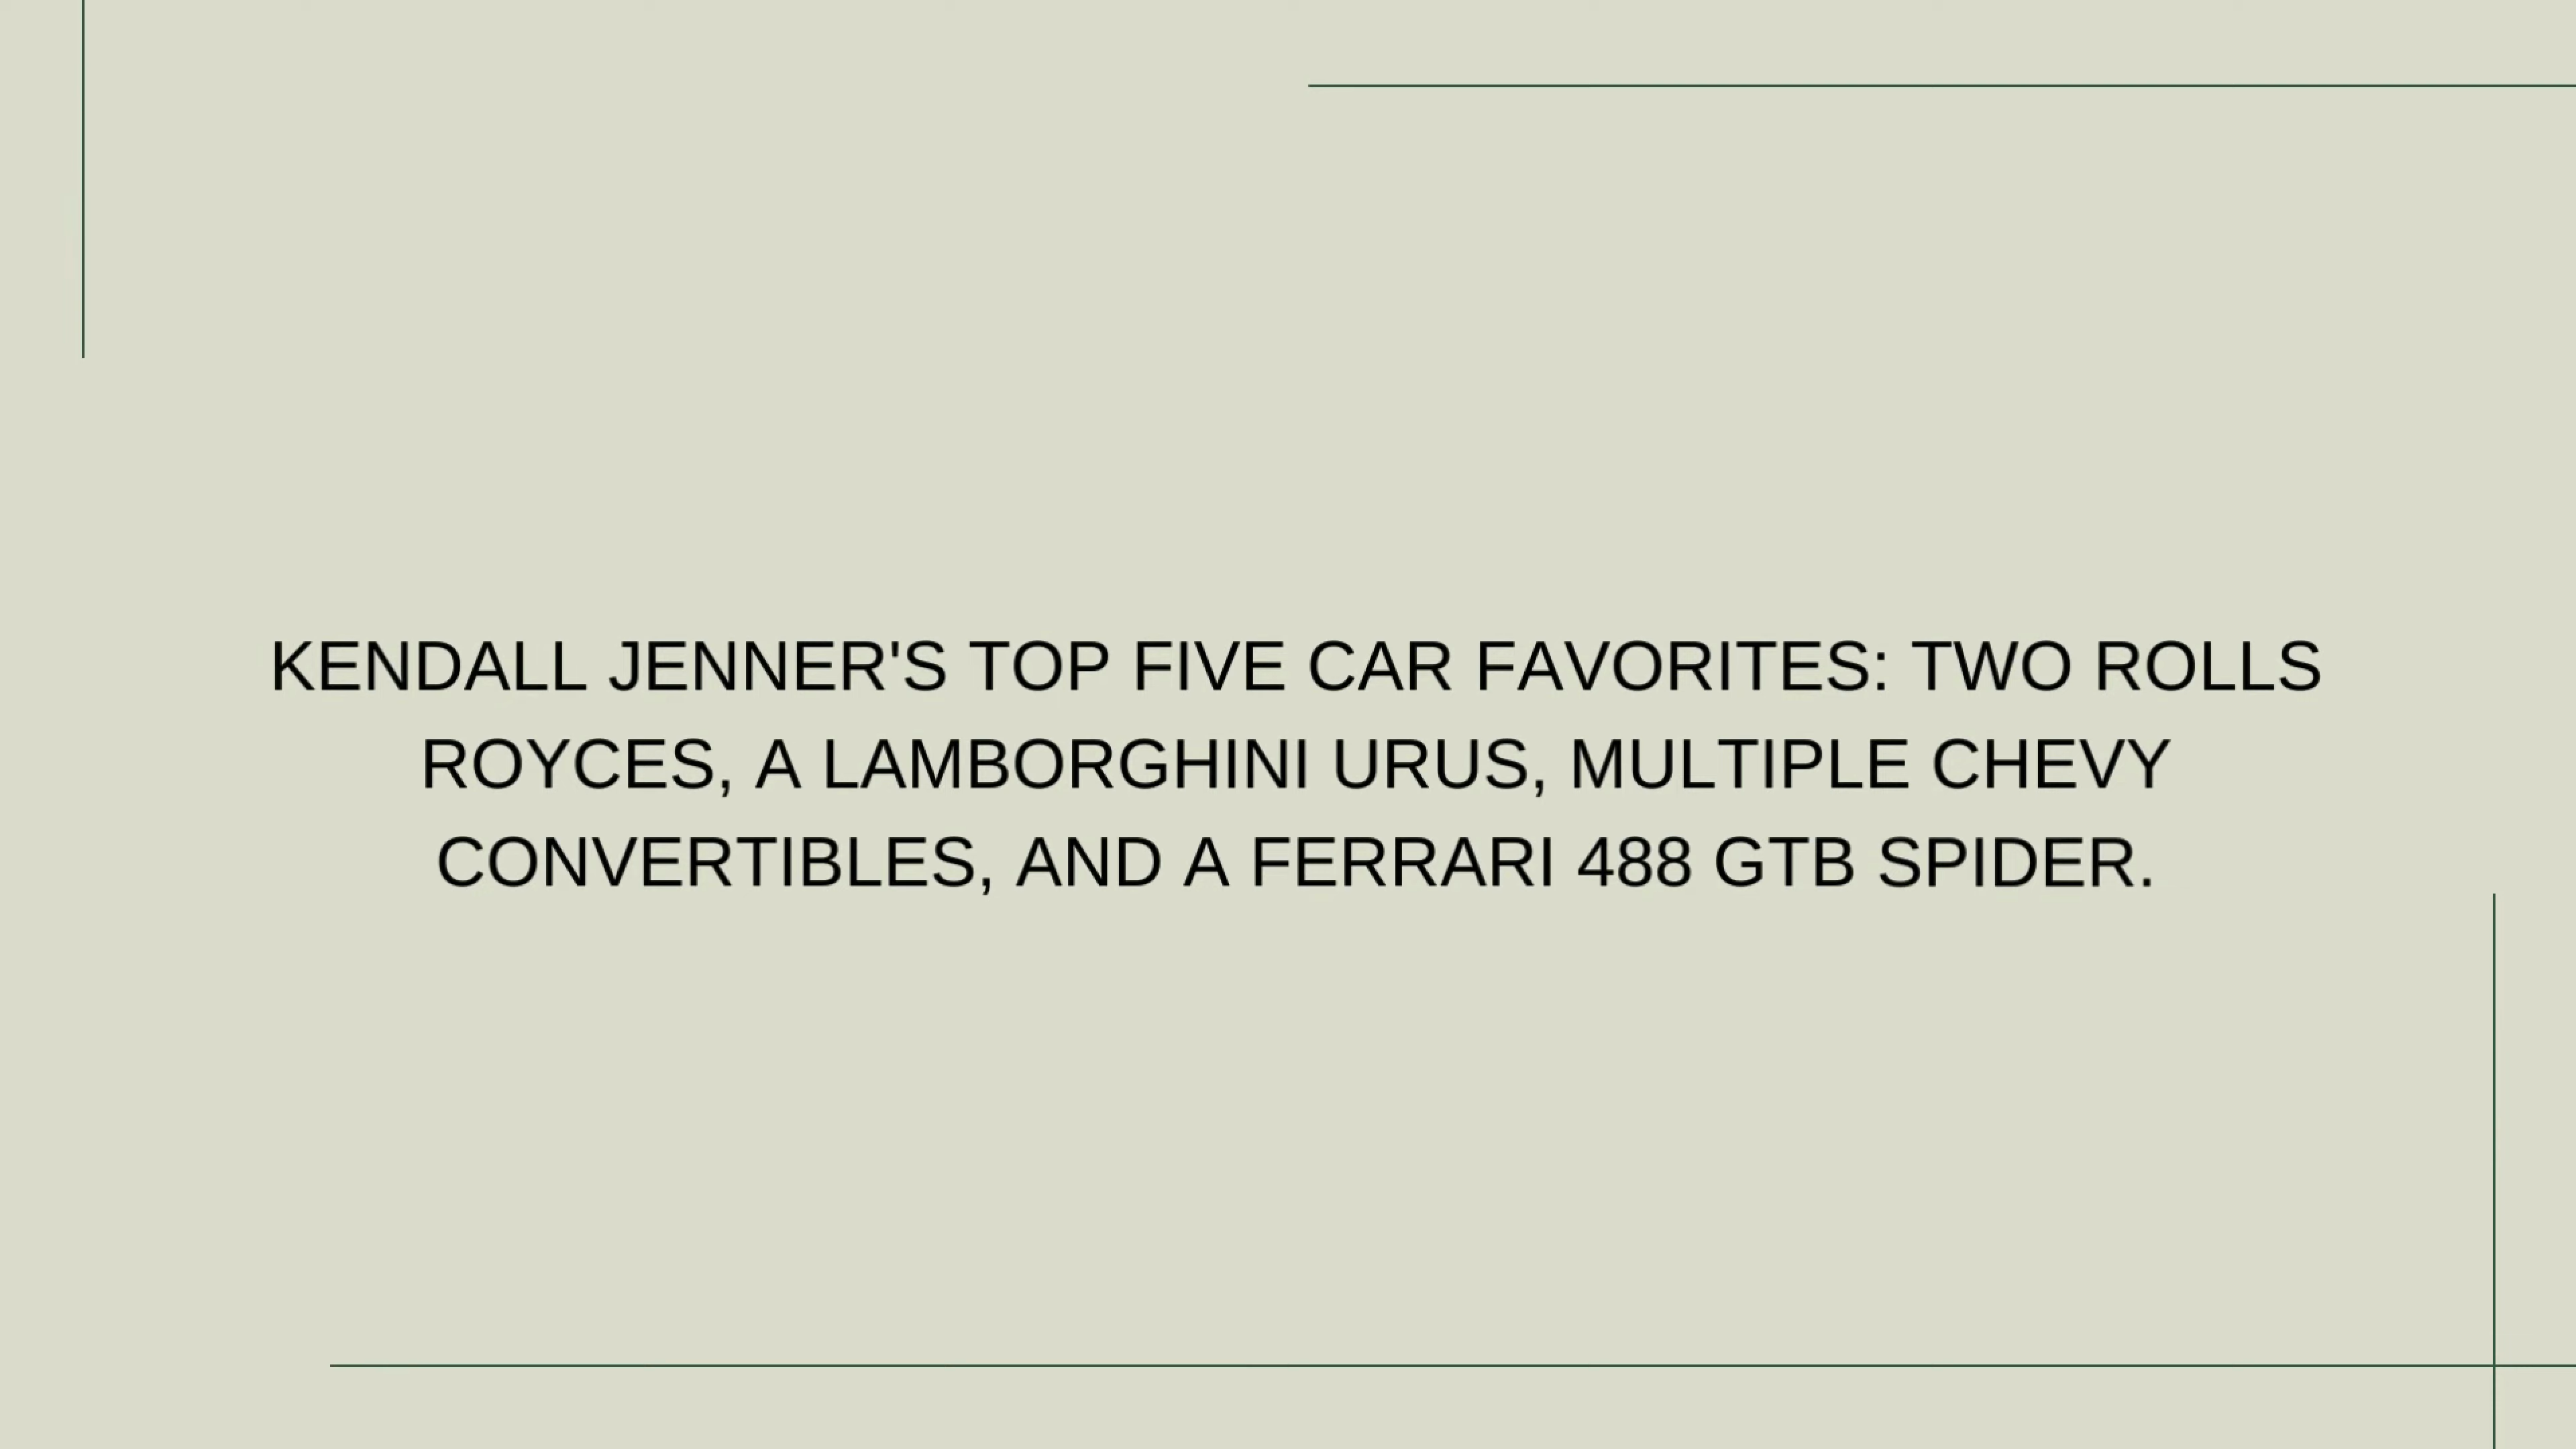 KENDALL JENNER'S TOP FIVE CAR FAVORITES: TWO ROLLS
ROYCES, A LAMBORGHINI URUS, MULTIPLE CHEVY
CONVERTIBLES, AND A FERRARI 488 GTB SPIDER.